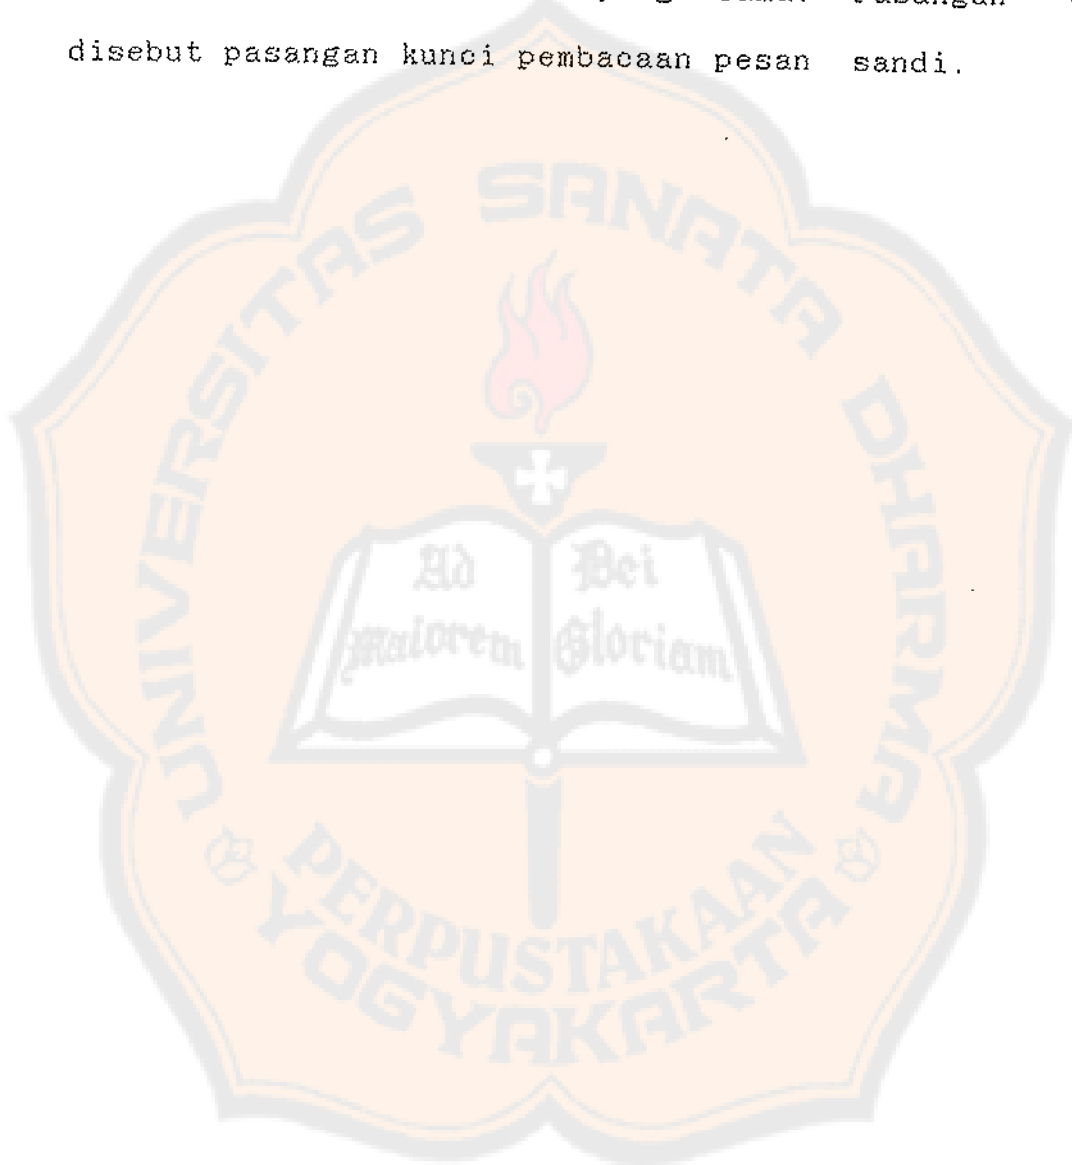 disebut pasangan kunci pembacaan pesan sandi.
UNIVERSITAS SANATA DHARMA
Ad Dei
Maiorem Gloriam
PERPUSTAKAAN
YOGYAKARTA